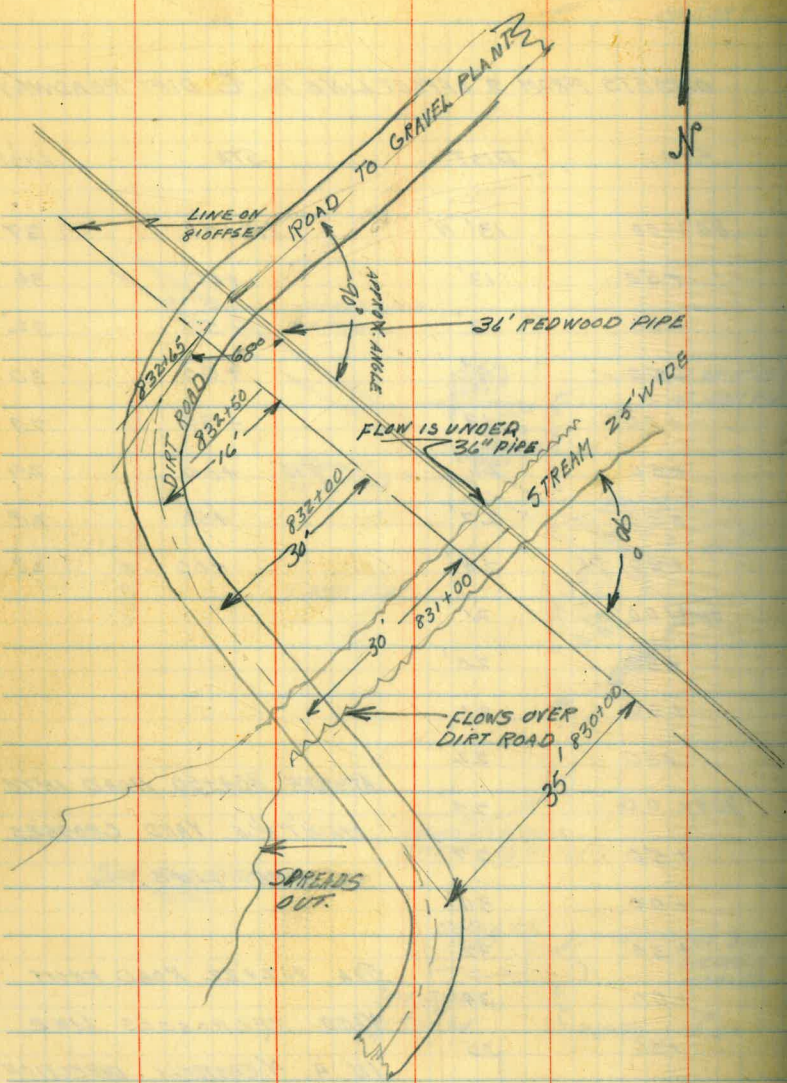 ROAD TO GRAVEL PLANT
N
LINE ON
8' OFFSET
APPROX. ANGLE
90°
36' REDWOOD PIPE
832+65
68°
DIRT ROAD
832+50
16'
FLOW IS UNDER
36" PIPE
STREAM 25' WIDE
832+00
30'
90°
831+00
30'
FLOWS OVER
DIRT ROAD
830+00
35'
SPREADS
OUT.